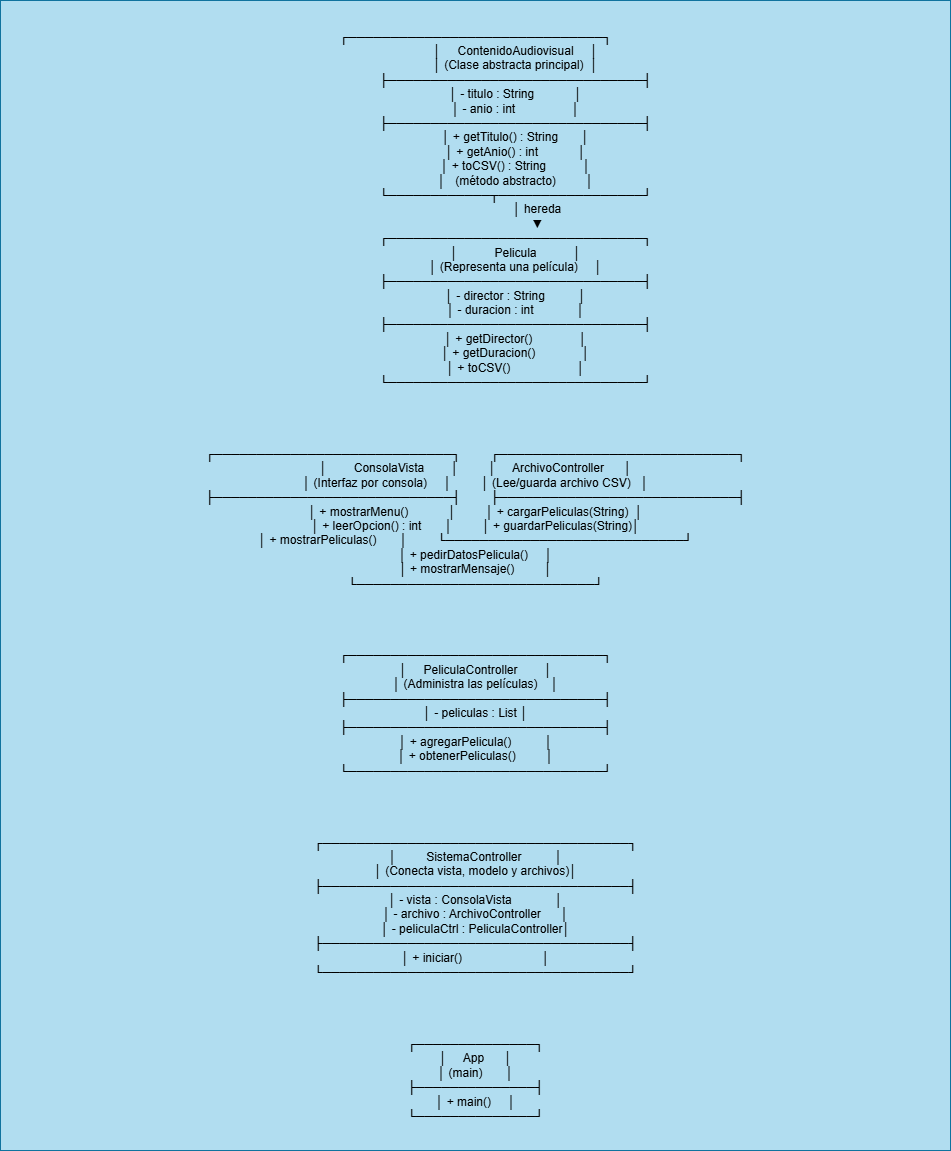 ContenidoAudiovisual
(Clase abstracta principal)
- titulo : String
- anio : int
+ getTitulo() : String
+ getAnio() : int
+ toCSV() : String
(método abstracto)
hereda
▼
Pelicula
(Representa una película)
- director : String
- duracion : int
+ getDirector()
+ getDuracion()
+ toCSV()
ConsolaVista
(Interfaz por consola)
+ mostrarMenu()
+ leerOpcion() : int
+ mostrarPeliculas()
+ pedirDatosPelicula()
+ mostrarMensaje()
ArchivoController
(Lee/guarda archivo CSV)
+ cargarPeliculas(String)
+ guardarPeliculas(String)
PeliculaController
(Administra las películas)
- peliculas : List
+ agregarPelicula()
+ obtenerPeliculas()
SistemaController
(Conecta vista, modelo y archivos)
- vista : ConsolaVista
- archivo : ArchivoController
- peliculaCtrl : PeliculaController
+ iniciar()
App
(main)
+ main()